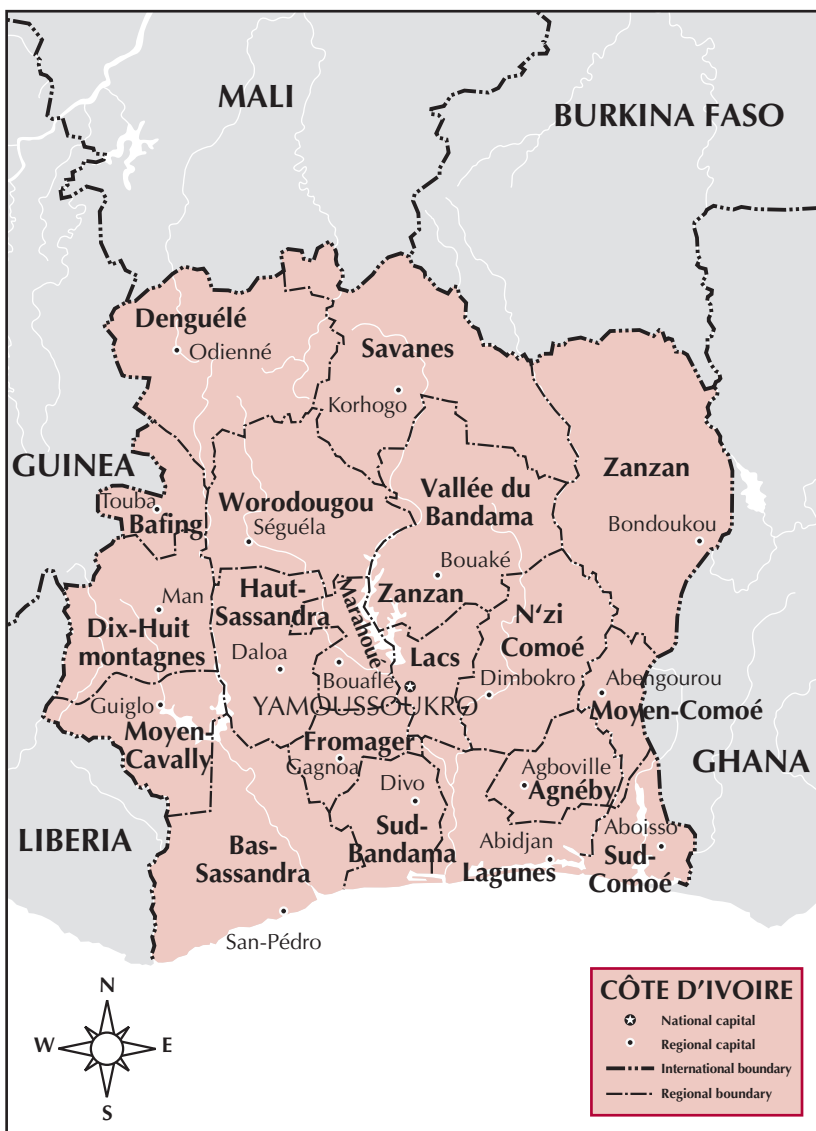 MALI
BURKINA FASO
Denguélé
Odienné
Savanes
Korhogo
GUINEA
Touba
Bafing
Worodougou
Séguéla
Vallée du
Bandama
Zanzan
Bondoukou
Bouaké
Man
Dix-Huit
montagnes
Haut-
Sassandra
Marahoué
Zanzan
N‘zi
Comoé
Daloa
Bouaflé
Lacs
Dimbokro
Abengourou
Guiglo
YAMOUSSOUKRO
Moyen-Comoé
Moyen-
Cavally
Fromager
Gagnoa
GHANA
Divo
Agboville
Agnéby
LIBERIA
Bas-
Sassandra
Sud-
Bandama
Abidjan
Lagunes
Aboisso
Sud-
Comoé
San-Pédro
N
W
E
S
CÔTE D'IVOIRE
National capital
Regional capital
International boundary
Regional boundary